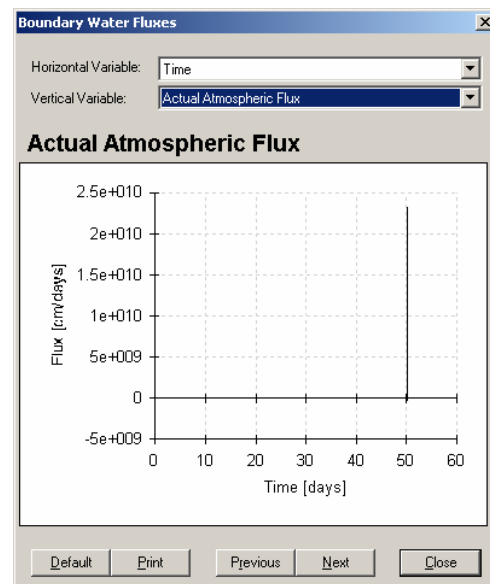 Boundary Water Fluxes
Horizontal Variable: Time
Vertical Variable: Actual Atmospheric Flux
Actual Atmospheric Flux
2.5e+010
2e+010
1.5e+010
1e+010
5e+009
0
-5e+009
Flux [cm/days]
0 10 20 30 40 50 60
Time [days]
Default Print Previous Next Close